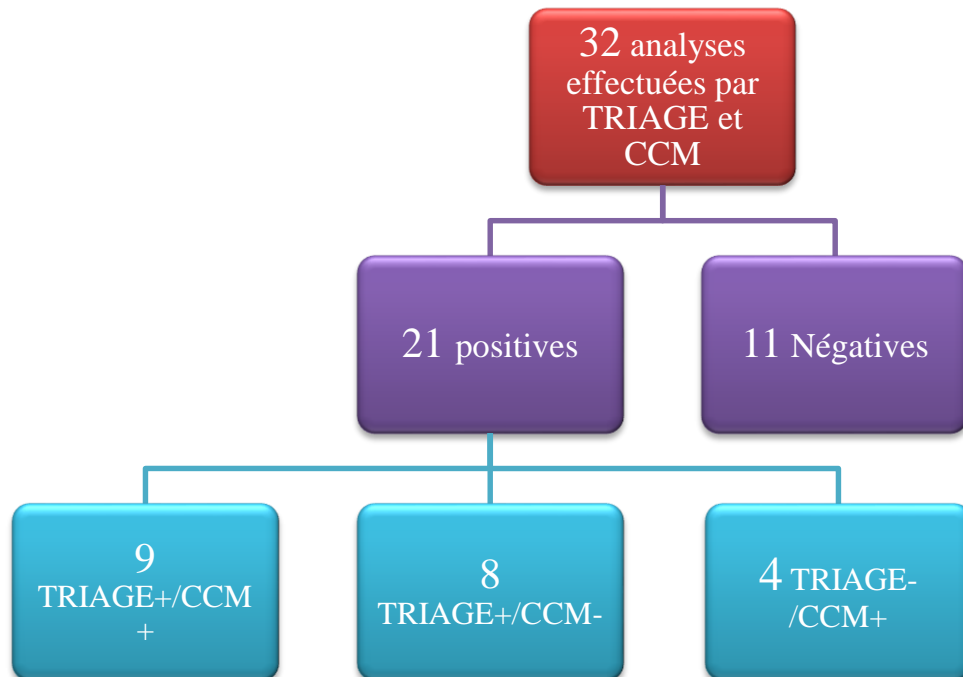 32 analyses
effectuées par
TRIAGE et
CCM
21 positives
11 Négatives
9
TRIAGE+/CCM
+
8
TRIAGE+/CCM-
4 TRIAGE-
/CCM+